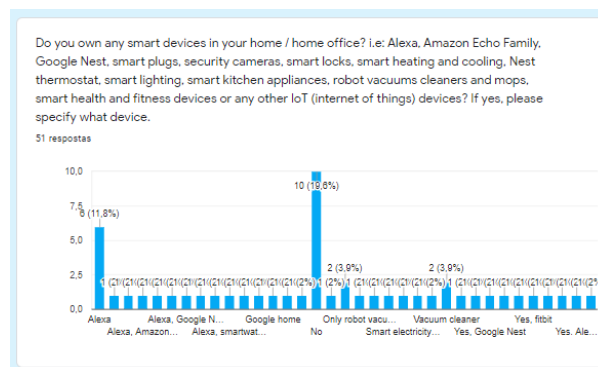 Do you own any smart devices in your home / home office? i.e: Alexa, Amazon Echo Family,
Google Nest, smart plugs, security cameras, smart locks, smart heating and cooling, Nest
thermostat, smart lighting, smart kitchen appliances, robot vacuums cleaners and mops,
smart health and fitness devices or any other IoT (internet of things) devices? If yes, please
specify what device.
51 respostas
10,0
10 (19,6%)
7,5
(11,8%)
5,0
2,5
2 (3,9%)
2 (3,9%)
0,0
Alexa Alexa, Google N... Google home Only robot vacu... Vacuum cleaner Yes, fitbit
Alexa, Amazon... Alexa, smartwat... No Smart electricity... Yes, Google Nest Yes. Ale...